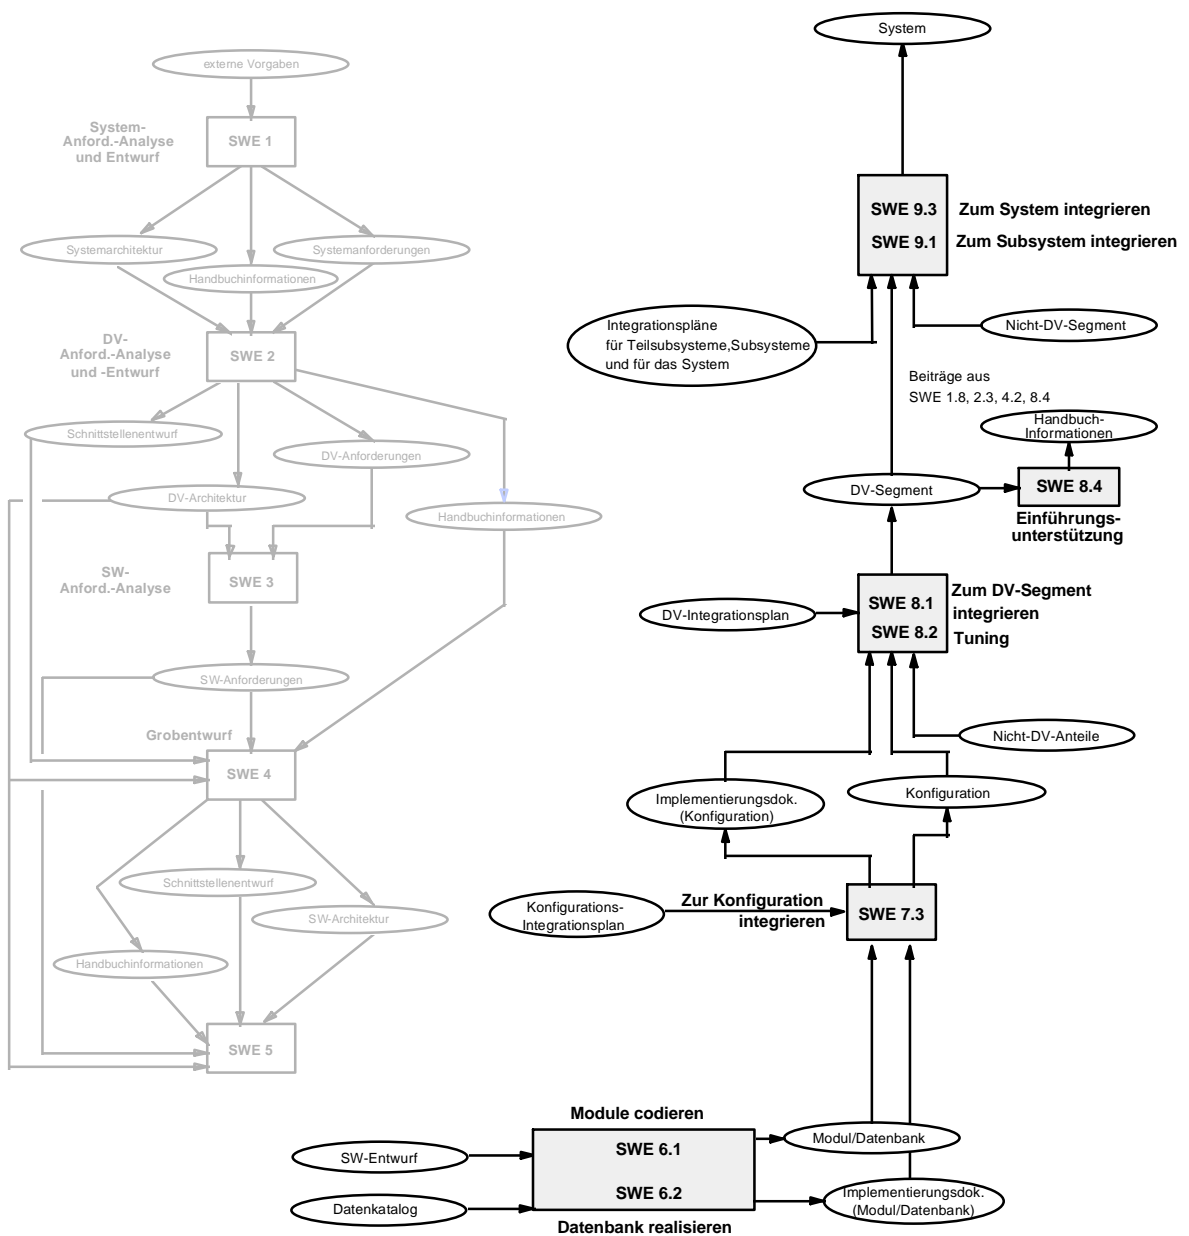 System
externe Vorgaben
System-
Anford.-Analyse
und Entwurf
SWE 1
SWE 9.3
Zum System integrieren
SWE 9.1
Zum Subsystem integrieren
Systemarchitektur
Systemanforderungen
Handbuchinformationen
Integrationspläne
für Teilsubsysteme,Subsysteme
und für das System
Nicht-DV-Segment
DV-
Anford.-Analyse
und -Entwurf
SWE 2
Beiträge aus
SWE 1.8, 2.3, 4.2, 8.4
Schnittstellenentwurf
DV-Anforderungen
Handbuch-
Informationen
DV-Architektur
Handbuchinformationen
DV-Segment
SWE 8.4
Einführungs-
unterstützung
SW-
Anford.-Analyse
SWE 3
DV-Integrationsplan
SWE 8.1
SWE 8.2
Zum DV-Segment
integrieren
Tuning
SW-Anforderungen
Grobentwurf
SWE 4
Nicht-DV-Anteile
Implementierungsdok.
(Konfiguration)
Konfiguration
Schnittstellenentwurf
SW-Architektur
Handbuchinformationen
Konfigurations-
Integrationsplan
Zur Konfiguration
integrieren
SWE 7.3
SWE 5
Module codieren
SW-Entwurf
SWE 6.1
Modul/Datenbank
Datenkatalog
SWE 6.2
Implementierungsdok.
(Modul/Datenbank)
Datenbank realisieren